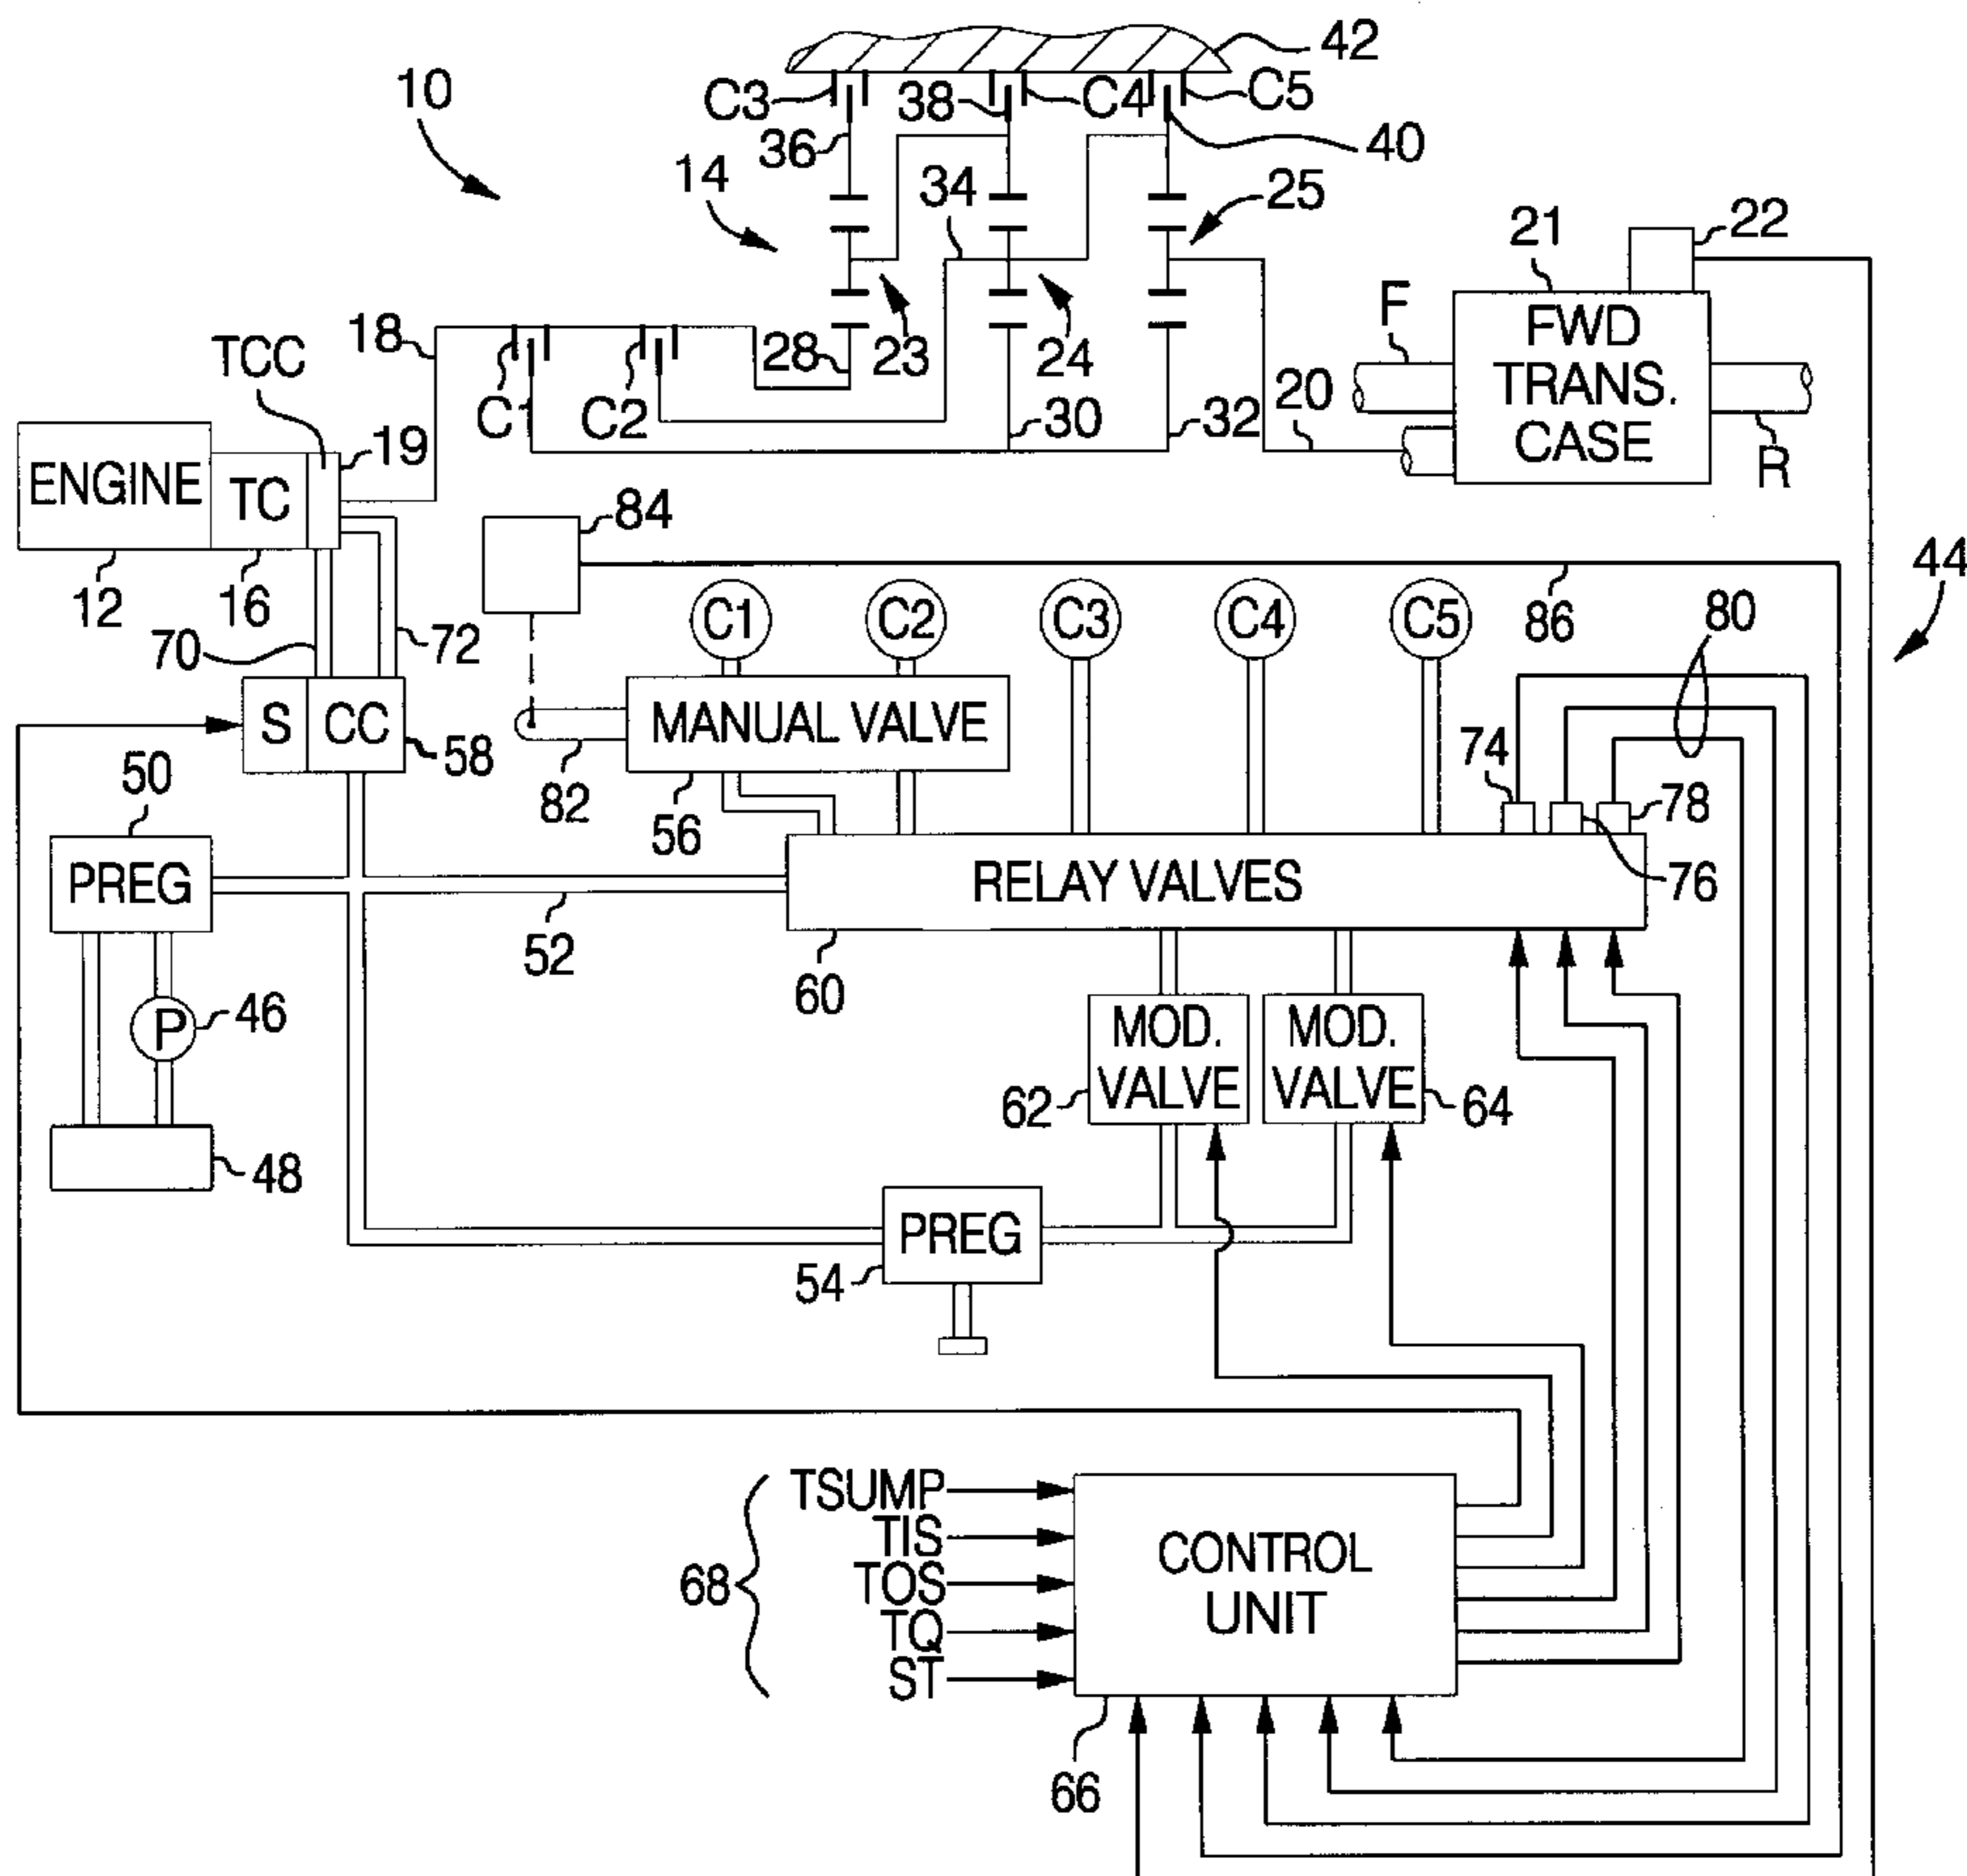 42
10
C3
38
C4
C5
36
40
14
34
25
21
22
F
FWD
TRANS.
CASE
R
18
TCC
28
23
24
C1
C2
30
32
20
19
ENGINE
TC
12
16
84
44
C1
C2
C3
C4
C5
86
80
70
72
S
CC
58
MANUAL VALVE
74
50
82
56
78
PREG
RELAY VALVES
76
52
60
46
P
MOD.
VALVE
MOD.
VALVE
62
64
48
PREG
54
TSUMP
TIS
TOS
TQ
ST
68
CONTROL
UNIT
66